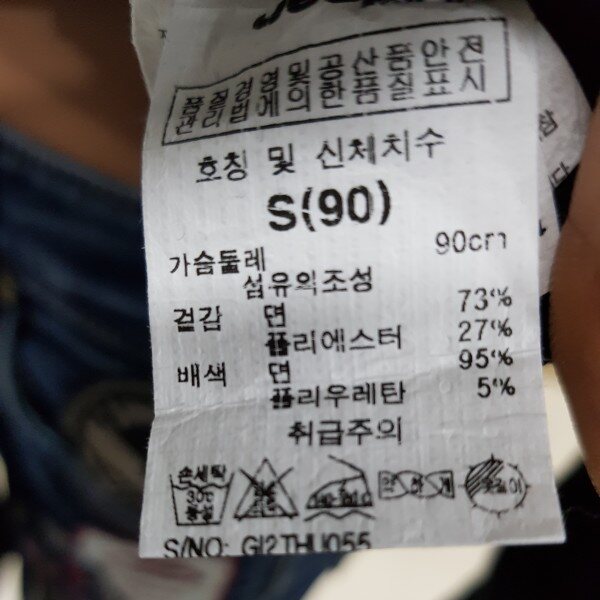 품질경영및공산품안전
관리법에의한품질표시
호칭 및 신체치수
S(90)
가슴둘레 90cm
섬유의조성
겉감 면 73%
폴리에스터 27%
배색 면 95%
폴리우레탄 5%
취급주의
손세탁
30℃
중성
약하게
S/NO: GI2THU055